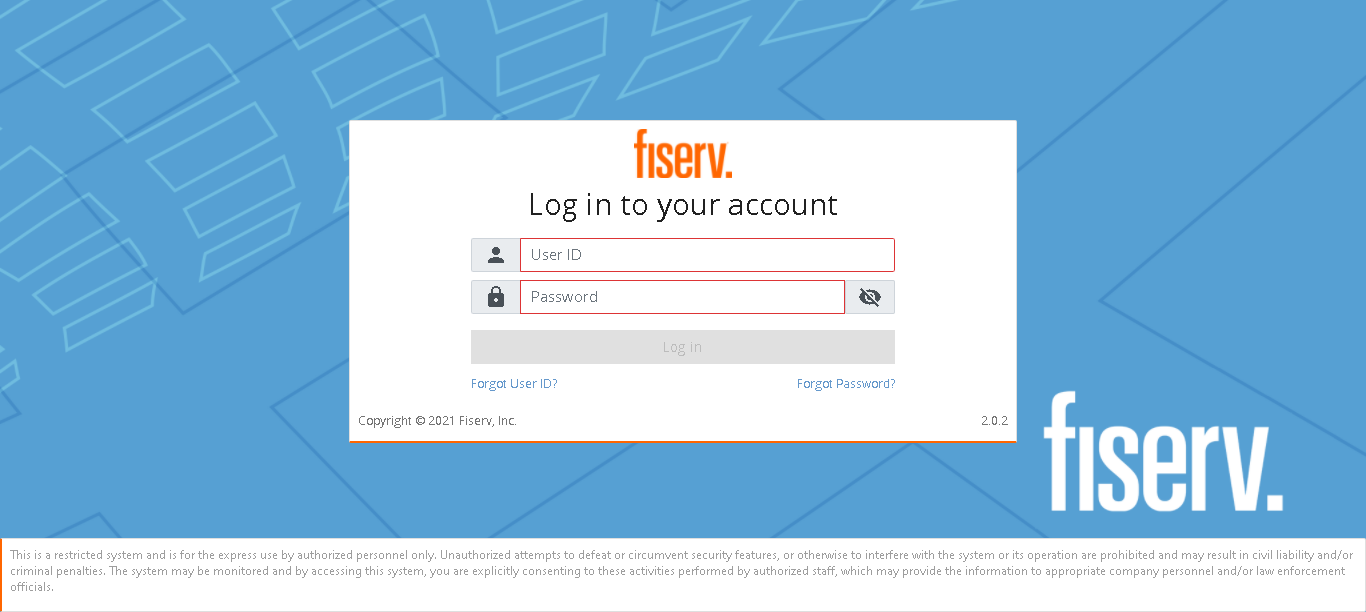 fiserv.
Log in to your account
User ID
Password
Log in
Forgot User ID? Forgot Password?
Copyright © 2021 Fiserv, Inc. 2.0.2
fiserv.
This is a restricted system and is for the express use by authorized personnel only. Unauthorized attempts to defeat or circumvent security features, or otherwise to interfere with the system or its operation are prohibited and may result in civil liability and/or
criminal penalties. The system may be monitored and by accessing this system, you are explicitly consenting to these activities performed by authorized staff, which may provide the information to appropriate company personnel and/or law enforcement
officials.